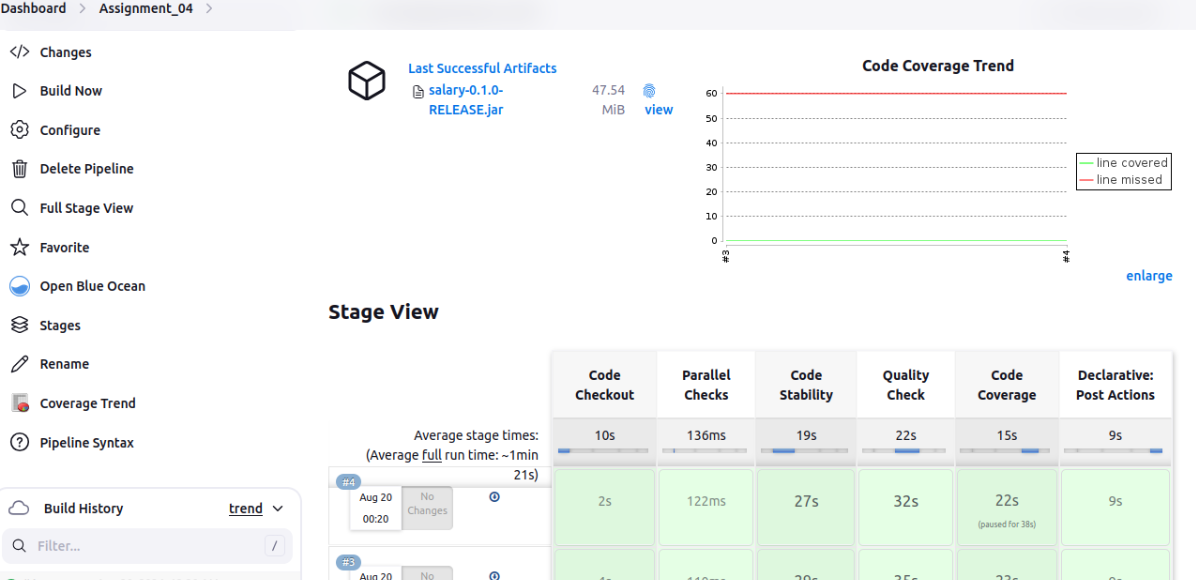 Dashboard
Assignment_04
Changes
Build Now
Configure
Delete Pipeline
Full Stage View
Favorite
Open Blue Ocean
Stages
Rename
Coverage Trend
Pipeline Syntax
Build History
trend
Filter...
/
Last Successful Artifacts
salary-0.1.0-
RELEASE.jar
47.54
MiB
view
Code Coverage Trend
60
50
40
30
20
10
0
#3
#4
line covered
line missed
enlarge
Stage View
Code
Checkout
Parallel
Checks
Code
Stability
Quality
Check
Code
Coverage
Declarative:
Post Actions
Average stage times:
(Average full run time: ~1min
21s)
10s
136ms
19s
22s
15s
9s
#4
Aug 20
00:20
No
Changes
2s
122ms
27s
32s
22s
(paused for 38s)
9s
#3
Aug 20
No